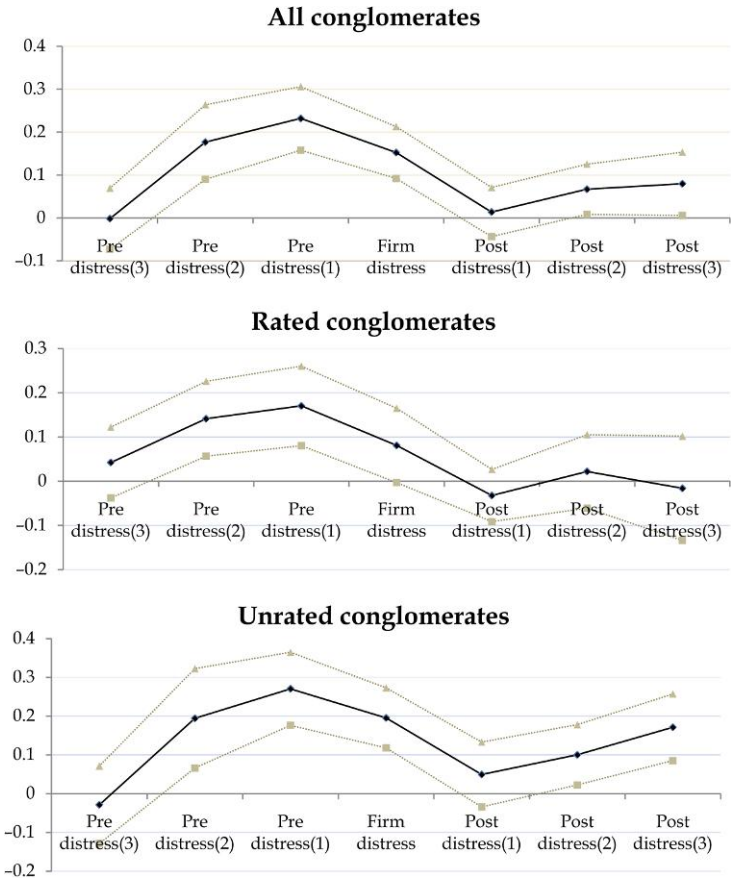 All conglomerates
0.4
0.3
0.2
0.1
0
–0.1
Pre Pre Pre Firm Post Post Post
distress(3) distress(2) distress(1) distress distress(1) distress(2) distress(3)
Rated conglomerates
0.3
0.2
0.1
0
–0.1
–0.2
Pre Pre Pre Firm Post Post Post
distress(3) distress(2) distress(1) distress distress(1) distress(2) distress(3)
Unrated conglomerates
0.4
0.3
0.2
0.1
0
–0.1
–0.2
Pre Pre Pre Firm Post Post Post
distress(3) distress(2) distress(1) distress distress(1) distress(2) distress(3)